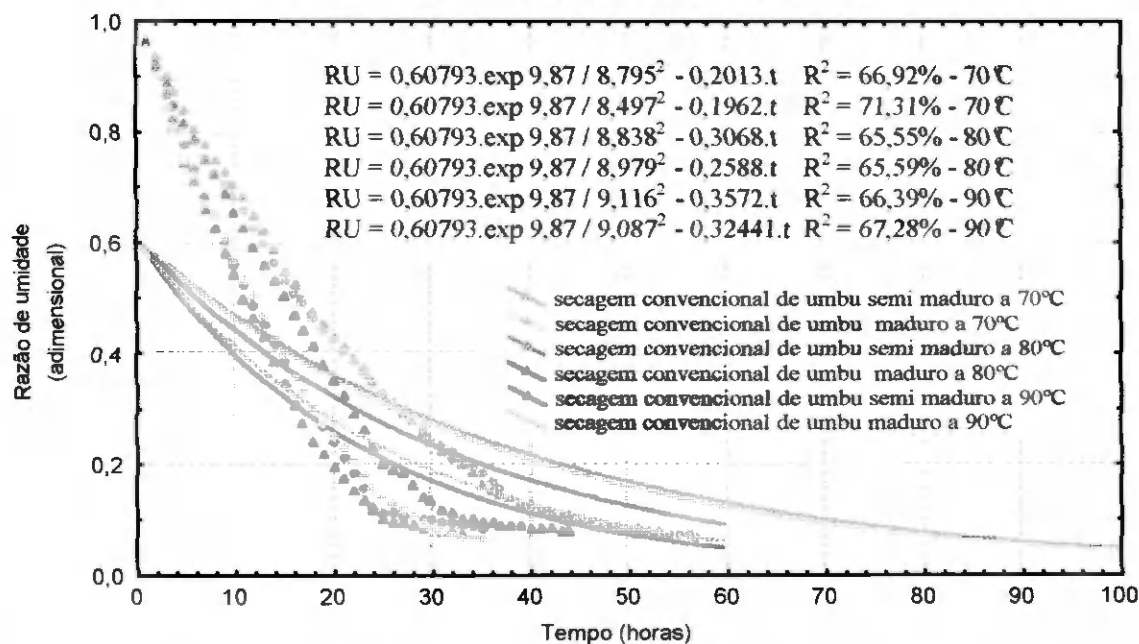 1,0
0,8
0,6
0,4
0,2
0,0
Razão de umidade
(adimensional)
RU = 0,60793.exp 9,87 / 8,795² - 0,2013.t R² = 66,92% - 70℃
RU = 0,60793.exp 9,87 / 8,497² - 0,1962.t R² = 71,31% - 70℃
RU = 0,60793.exp 9,87 / 8,838² - 0,3068.t R² = 65,55% - 80℃
RU = 0,60793.exp 9,87 / 8,979² - 0,2588.t R² = 65,59% - 80℃
RU = 0,60793.exp 9,87 / 9,116² - 0,3572.t R² = 66,39% - 90℃
RU = 0,60793.exp 9,87 / 9,087² - 0,32441.t R² = 67,28% - 90℃
secagem convencional de umbu semi maduro a 70ºC
secagem convencional de umbu maduro a 70ºC
secagem convencional de umbu semi maduro a 80ºC
secagem convencional de umbu maduro a 80ºC
secagem convencional de umbu semi maduro a 90ºC
secagem convencional de umbu maduro a 90ºC
0 10 20 30 40 50 60 70 80 90 100
Tempo (horas)